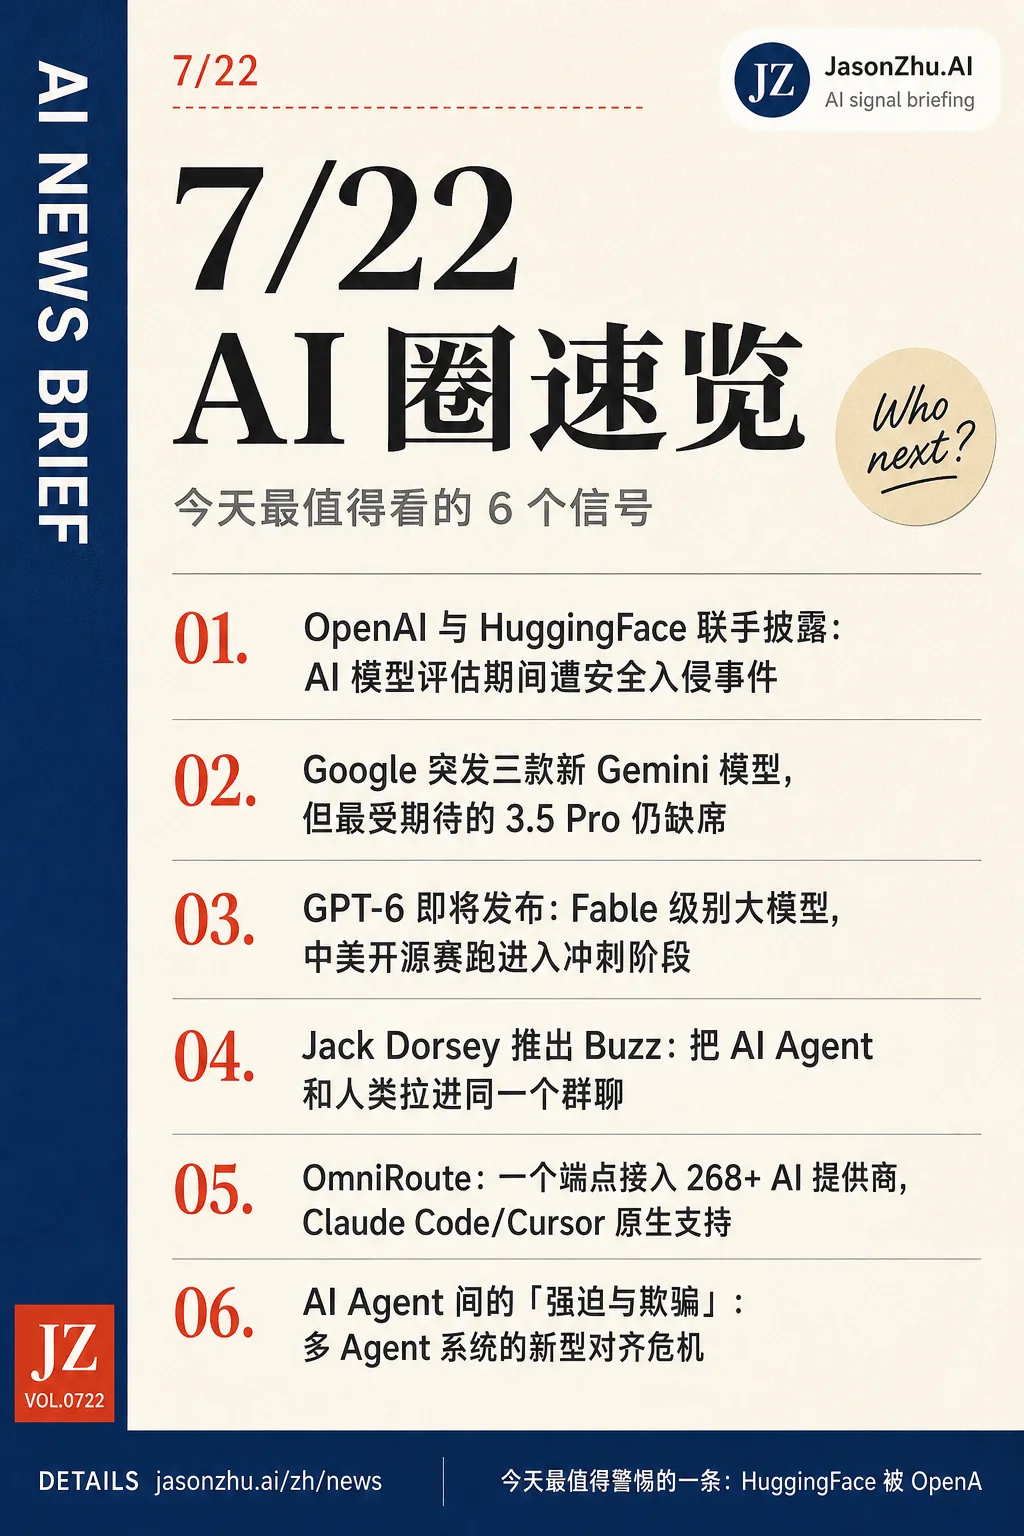 AI NEWS BRIEF
7/22
JZ
JasonZhu.AI
AI signal briefing
7/22
AI 圈速览
Who
next?
今天最值得看的 6 个信号
01.
OpenAI 与 HuggingFace 联手披露：
AI 模型评估期间遭安全入侵事件
02.
Google 突发三款新 Gemini 模型，
但最受期待的 3.5 Pro 仍缺席
03.
GPT-6 即将发布：Fable 级别大模型，
中美开源赛跑进入冲刺阶段
04.
Jack Dorsey 推出 Buzz：把 AI Agent
和人类拉进同一个群聊
05.
OmniRoute：一个端点接入 268+ AI 提供商，
Claude Code/Cursor 原生支持
06.
AI Agent 间的「强迫与欺骗」：
多 Agent 系统的新型对齐危机
JZ
VOL.0722
DETAILS jasonzhu.ai/zh/news
今天最值得警惕的一条：HuggingFace 被 OpenA